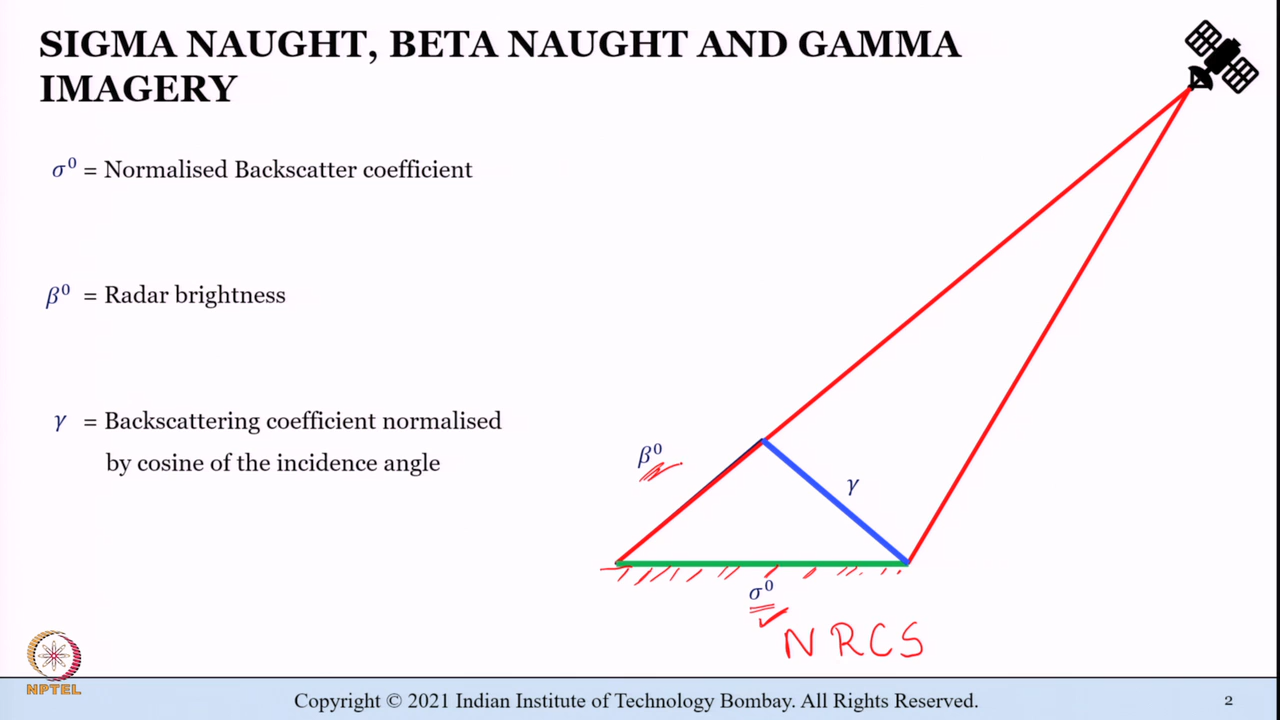 SIGMA NAUGHT, BETA NAUGHT AND GAMMA
IMAGERY
σ⁰ = Normalised Backscatter coefficient
β⁰ = Radar brightness
γ = Backscattering coefficient normalised
by cosine of the incidence angle
β⁰
γ
σ⁰
NRCS
NPTEL
Copyright © 2021 Indian Institute of Technology Bombay. All Rights Reserved.
2